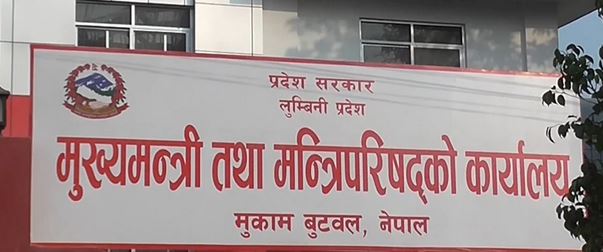 प्रदेश सरकार
लुम्बिनी प्रदेश
मुख्यमन्त्री तथा मन्त्रिपरिषद्को कार्यालय
मुकाम बुटवल, नेपाल